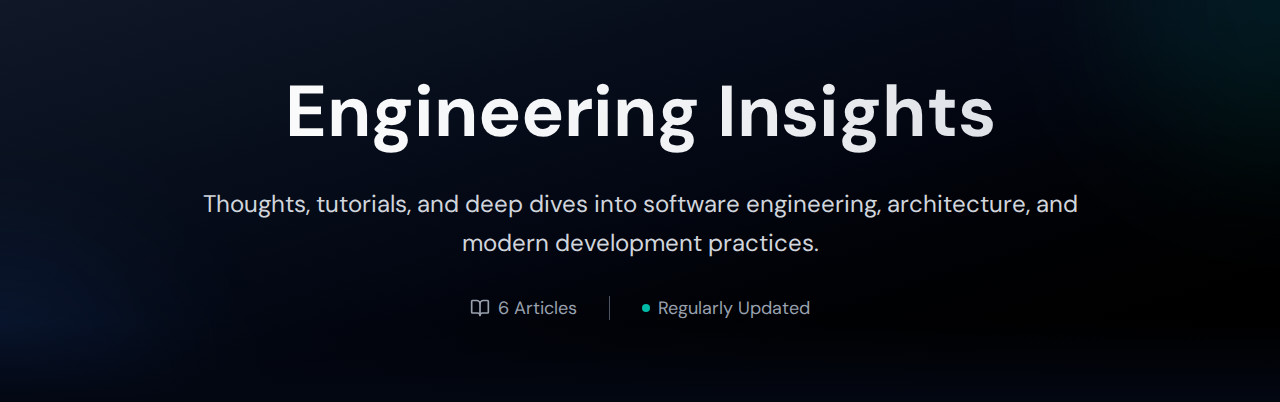 Engineering Insights
Thoughts, tutorials, and deep dives into software engineering, architecture, and
modern development practices.
6 Articles
Regularly Updated